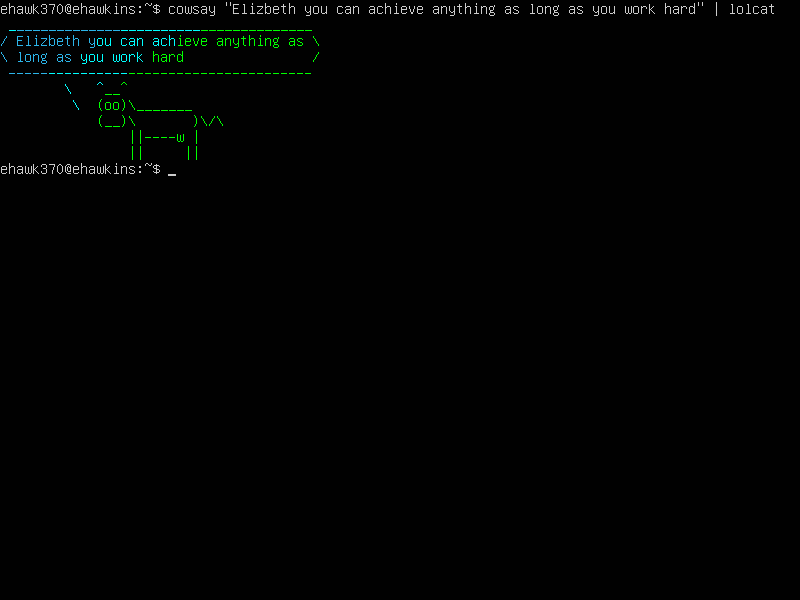 ehawk370@ehawkins:~$ cowsay "Elizbeth you can achieve anything as long as you work hard" | lolcat
 ______________________________________
/ Elizbeth you can achieve anything as \
\ long as you work hard                /
 --------------------------------------
        \   ^__^
         \  (oo)\_______
            (__)\       )\/\
                ||----w |
                ||     ||
ehawk370@ehawkins:~$ _